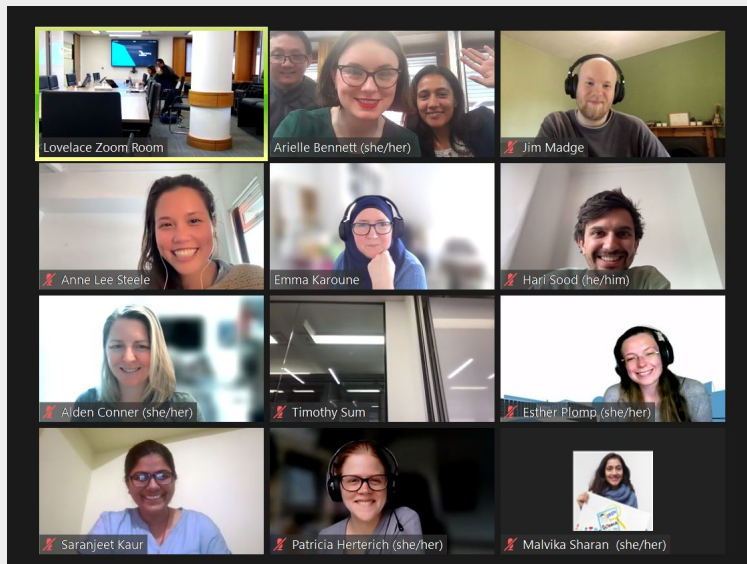 Lovelace Zoom Room
Arielle Bennett (she/her)
Jim Madge
Anne Lee Steele
Emma Karoune
Hari Sood (he/him)
Alden Conner (she/her)
Timothy Sum
Esther Plomp (she/her)
Saranjeet Kaur
Patricia Herterich (she/her)
Malvika Sharan (she/her)